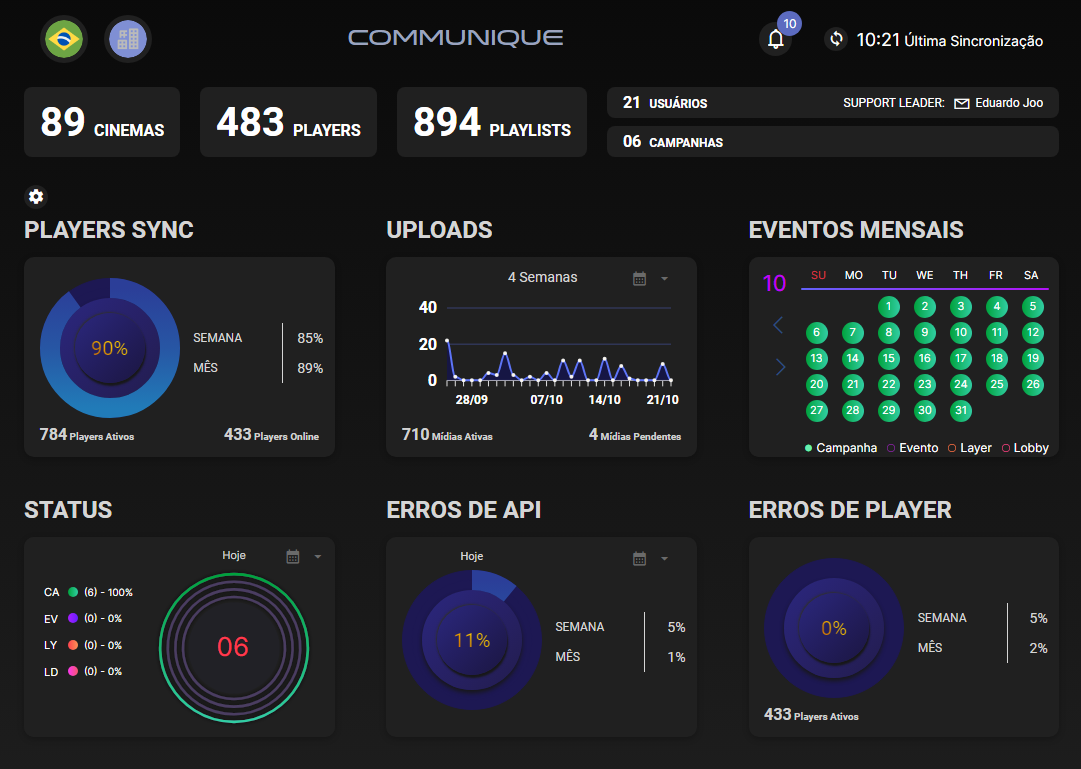 COMMUNIQUE
10
10:21 Última Sincronização
89 CINEMAS
483 PLAYERS
894 PLAYLISTS
21 USUÁRIOS
SUPPORT LEADER: Eduardo Joo
06 CAMPANHAS
PLAYERS SYNC
90%
SEMANA 85%
MÊS 89%
784 Players Ativos
433 Players Online
UPLOADS
4 Semanas
40
20
0
28/09 07/10 14/10 21/10
710 Mídias Ativas
4 Mídias Pendentes
EVENTOS MENSAIS
10
SU MO TU WE TH FR SA
1 2 3 4 5
6 7 8 9 10 11 12
13 14 15 16 17 18 19
20 21 22 23 24 25 26
27 28 29 30 31
Campanha Evento Layer Lobby
STATUS
Hoje
CA (6) - 100%
EV (0) - 0%
LY (0) - 0%
LD (0) - 0%
06
ERROS DE API
Hoje
11%
SEMANA 5%
MÊS 1%
ERROS DE PLAYER
0%
SEMANA 5%
MÊS 2%
433 Players Ativos